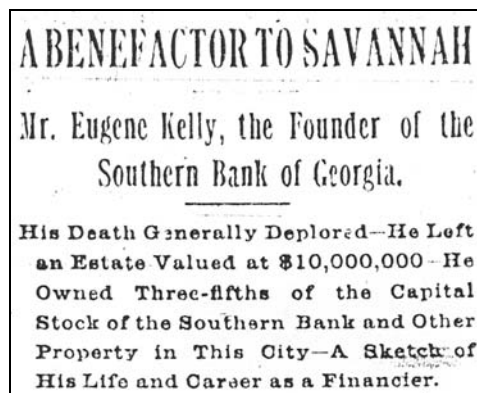 A BENEFACTOR TO SAVANNAH
Mr. Eugene Kelly, the Founder of the
Southern Bank of Georgia.
His Death Generally Deplored—He Left
an Estate Valued at $10,000,000—He
Owned Three-fifths of the Capital
Stock of the Southern Bank and Other
Property in This City—A Sketch of
His Life and Career as a Financier.